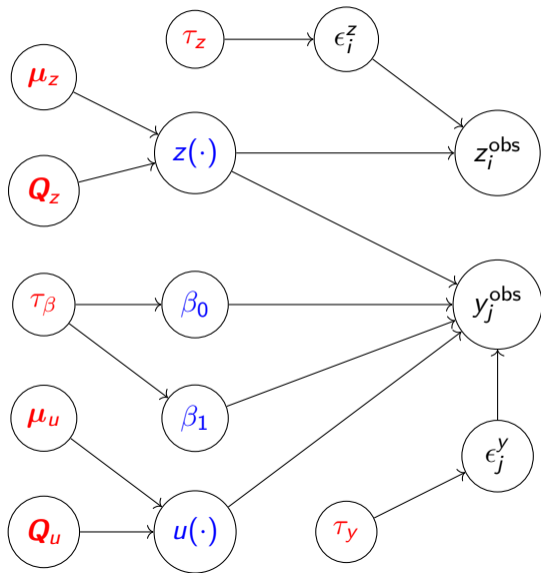 τ_z ϵ_i^z
μ_z
z(·) z_i^obs
Q_z
τ_β β_0 y_j^obs
μ_u β_1
ϵ_j^y
Q_u u(·) τ_y